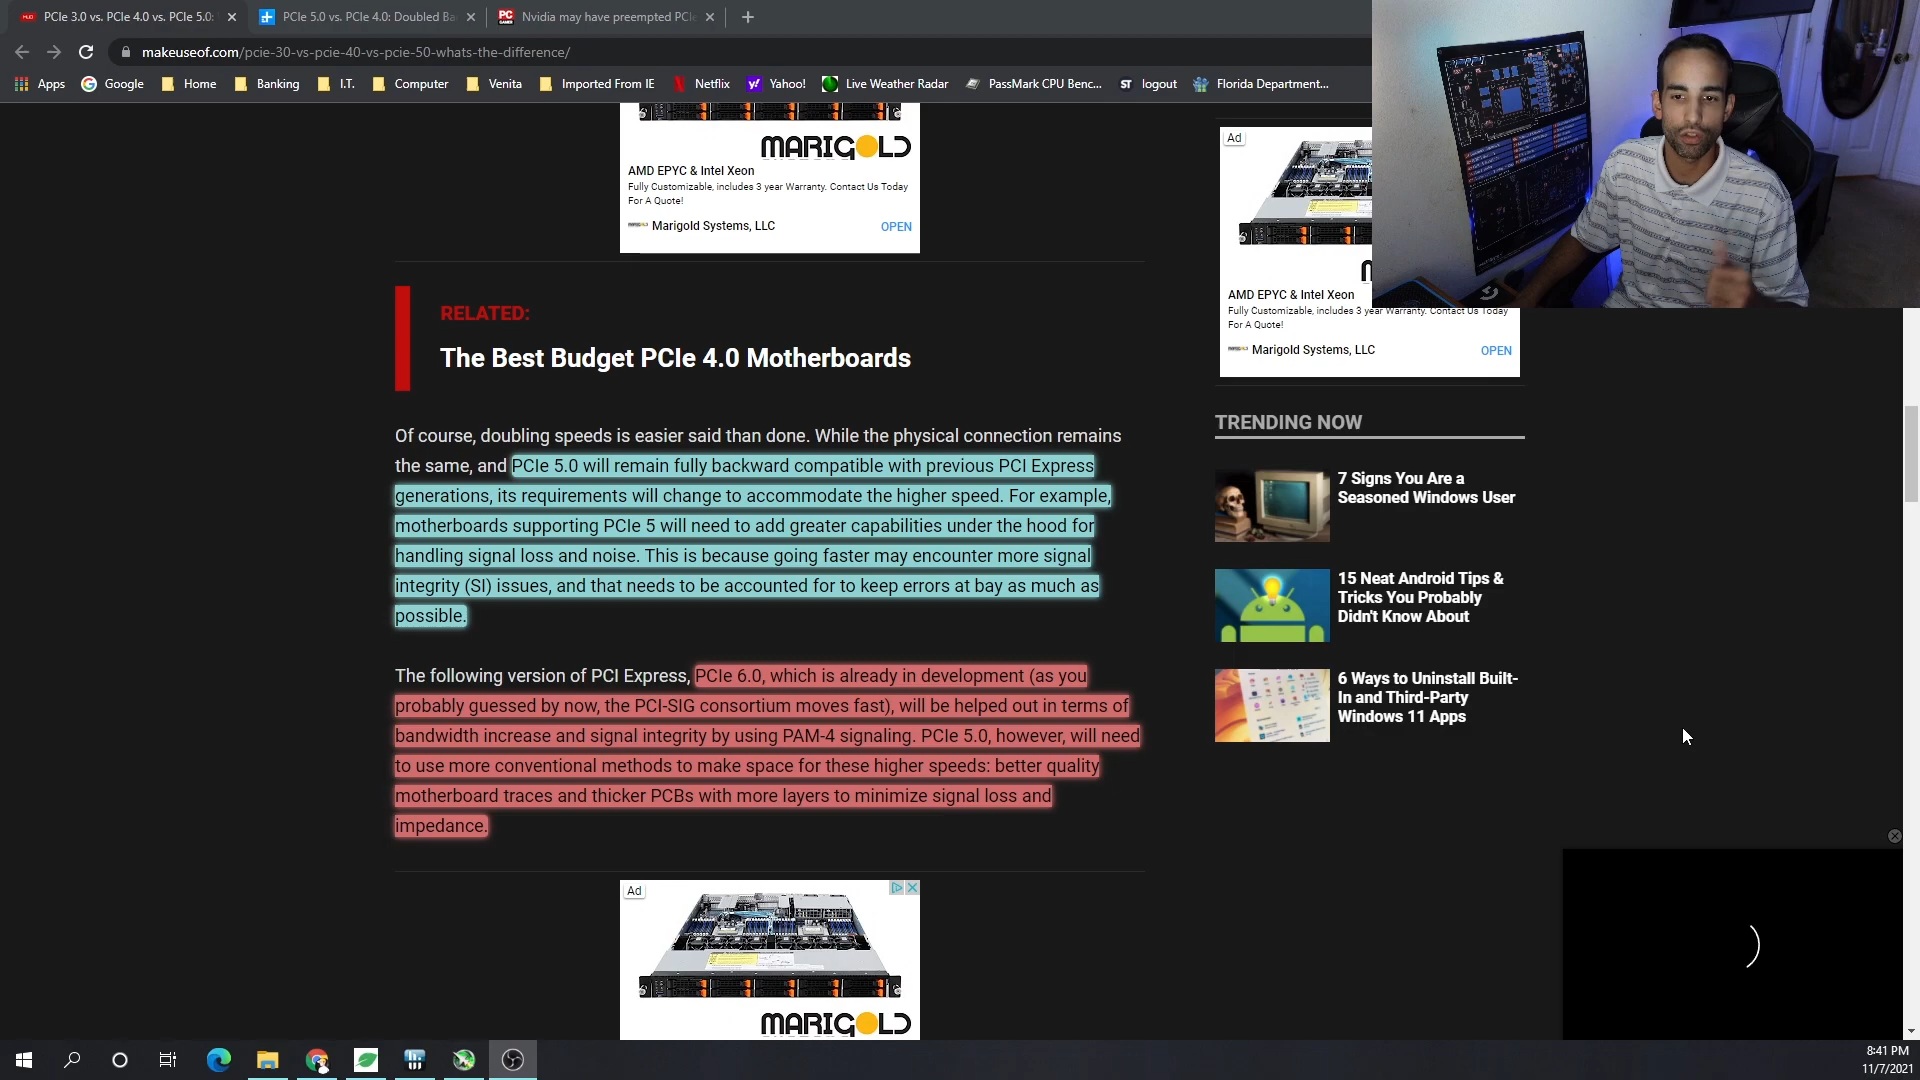 PCIe 3.0 vs. PCIe 4.0 vs. PCIe 5.0:
PCIe 5.0 vs. PCIe 4.0: Doubled Ba
Nvidia may have preempted PCIe
makeuseof.com/pcie-30-vs-pcie-40-vs-pcie-50-whats-the-difference/
Apps
Google
Home
Banking
I.T.
Computer
Venita
Imported From IE
Netflix
Yahoo!
Live Weather Radar
PassMark CPU Benc...
ST logout
Florida Department...
MARIGOLD
AMD EPYC & Intel Xeon
Fully Customizable, includes 3 year Warranty. Contact Us Today
For A Quote!
Marigold Systems, LLC
OPEN
Ad
AMD EPYC & Intel Xeon
Fully Customizable, includes 3 year Warranty. Contact Us Today
For A Quote!
Marigold Systems, LLC
OPEN
RELATED:
The Best Budget PCIe 4.0 Motherboards
Of course, doubling speeds is easier said than done. While the physical connection remains
the same, and PCIe 5.0 will remain fully backward compatible with previous PCI Express
generations, its requirements will change to accommodate the higher speed. For example,
motherboards supporting PCIe 5 will need to add greater capabilities under the hood for
handling signal loss and noise. This is because going faster may encounter more signal
integrity (SI) issues, and that needs to be accounted for to keep errors at bay as much as
possible.
The following version of PCI Express, PCIe 6.0, which is already in development (as you
probably guessed by now, the PCI-SIG consortium moves fast), will be helped out in terms of
bandwidth increase and signal integrity by using PAM-4 signaling. PCIe 5.0, however, will need
to use more conventional methods to make space for these higher speeds: better quality
motherboard traces and thicker PCBs with more layers to minimize signal loss and
impedance.
TRENDING NOW
7 Signs You Are a
Seasoned Windows User
15 Neat Android Tips &
Tricks You Probably
Didn't Know About
6 Ways to Uninstall Built-
In and Third-Party
Windows 11 Apps
Ad
MARIGOLD
8:41 PM
11/7/2021